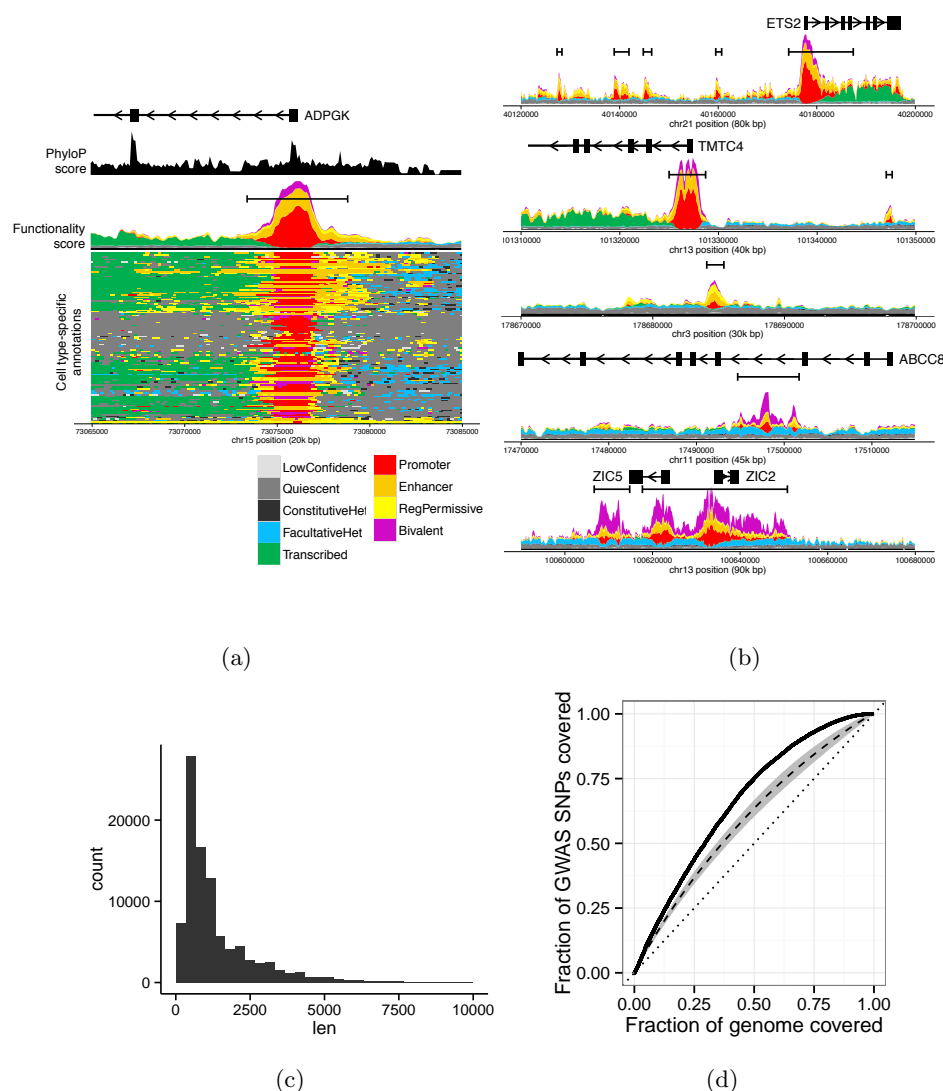 ADPGK
PhyloP
score
Functionality
score
Cell type-specific
annotations
73065000 73070000 73075000 73080000 73085000
chr15 position (20k bp)
LowConfidence
Quiescent
ConstitutiveHet
FacultativeHet
Transcribed
Promoter
Enhancer
RegPermissive
Bivalent
(a)
ETS2
40120000 40140000 40160000 40180000 40200000
chr21 position (80k bp)
TMTC4
101310000 101320000 101330000 101340000 101350000
chr13 position (40k bp)
178670000 178680000 178690000 178700000
chr3 position (30k bp)
ABCC8
17470000 17480000 17490000 17500000 17510000
chr11 position (45k bp)
ZIC5 ZIC2
100600000 100620000 100640000 100660000 100680000
chr13 position (90k bp)
(b)
count
20000
10000
0
0 2500 5000 7500 10000
len
(c)
Fraction of GWAS SNPs covered
1.00
0.75
0.50
0.25
0.00
0.00 0.25 0.50 0.75 1.00
Fraction of genome covered
(d)